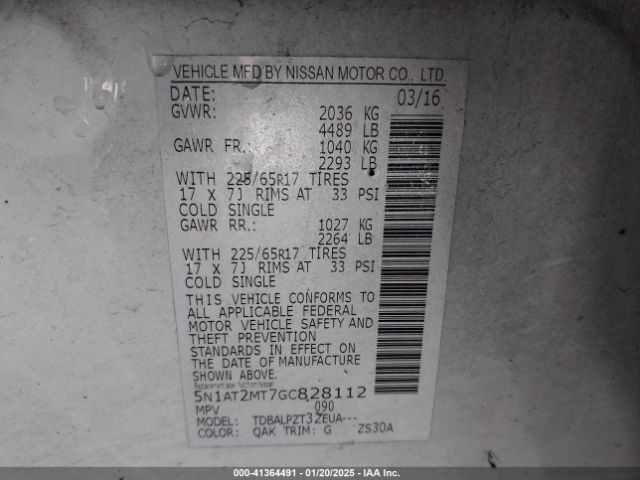 VEHICLE MFD BY NISSAN MOTOR CO., LTD.
DATE: 03/16
GVWR: 2036 KG
4489 LB
GAWR FR.: 1040 KG
2293 LB
WITH 225/65R17 TIRES
17 X 7J RIMS AT 33 PSI
COLD SINGLE
GAWR RR.: 1027 KG
2264 LB
WITH 225/65R17 TIRES
17 X 7J RIMS AT 33 PSI
COLD SINGLE
THIS VEHICLE CONFORMS TO
ALL APPLICABLE FEDERAL
MOTOR VEHICLE SAFETY AND
THEFT PREVENTION
STANDARDS IN EFFECT ON
THE DATE OF MANUFACTURE
SHOWN ABOVE.
5N1AT2MT7GC828112
MPV 090
MODEL: TDBALPZT32EUA---
COLOR: QAK TRIM: G ZS30A
000-41364491 — 01/20/2025 — IAAI.COM